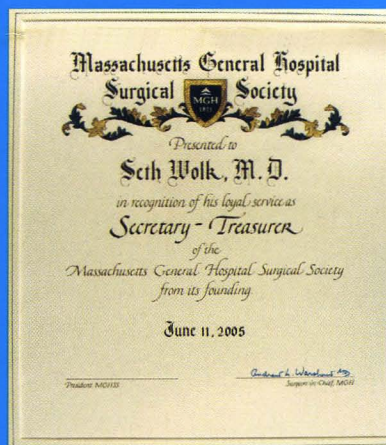 Massachusetts General Hospital
Surgical Society
MGH
1811
Presented to
Seth Wolk, M.D.
in recognition of his loyal service as
Secretary - Treasurer
of the
Massachusetts General Hospital Surgical Society
from its founding
June 11, 2005
President MGHSS
Surgeon-in-Chief, MGH